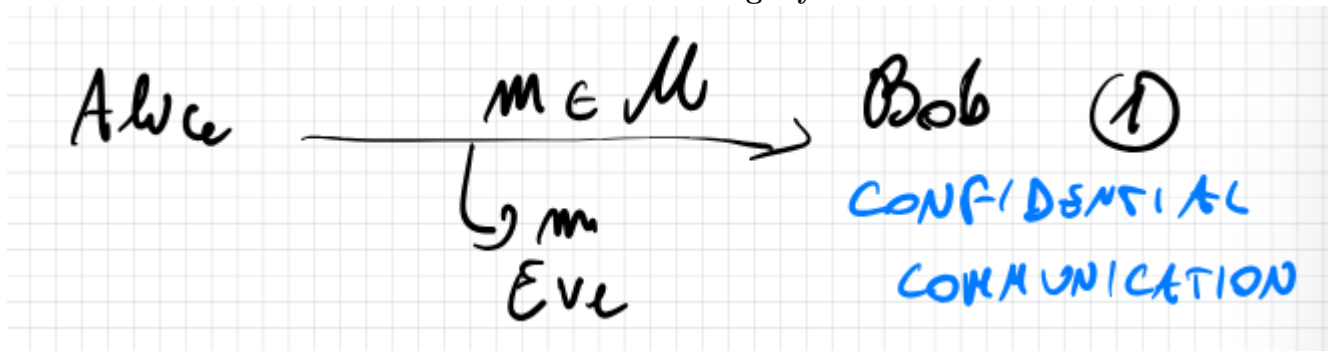 Alice m ∈ M Bob ①
CONFIDENTIAL
m
COMMUNICATION
Eve